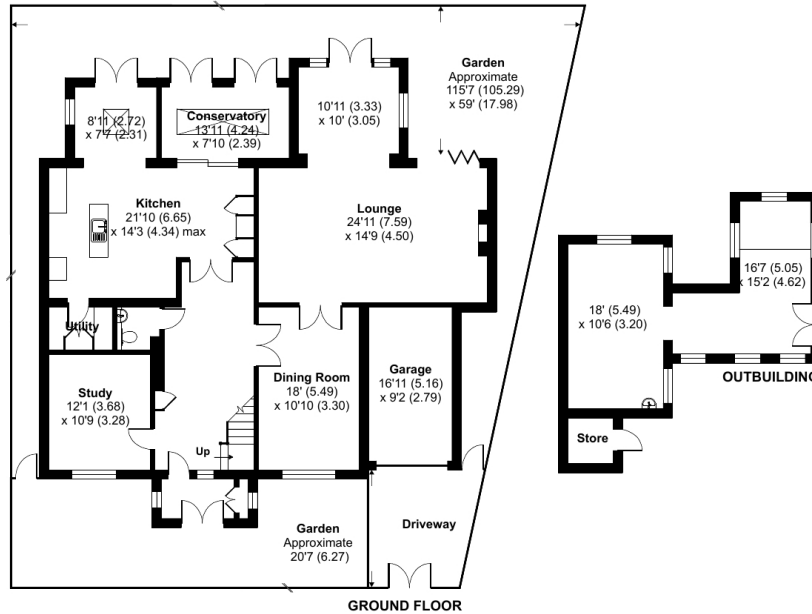 Garden
Approximate
115'7 (105.29)
x 59' (17.98)
8'11 (2.72)
x 7'7 (2.31)
Conservatory
13'11 (4.24)
x 7'10 (2.39)
10'11 (3.33)
x 10' (3.05)
Kitchen
21'10 (6.65)
x 14'3 (4.34) max
Lounge
24'11 (7.59)
x 14'9 (4.50)
16'7 (5.05)
x 15'2 (4.62)
18' (5.49)
x 10'6 (3.20)
OUTBUILDING
Utility
Study
12'1 (3.68)
x 10'9 (3.28)
Dining Room
18' (5.49)
x 10'10 (3.30)
Garage
16'11 (5.16)
x 9'2 (2.79)
Store
Up
Garden
Approximate
20'7 (6.27)
Driveway
GROUND FLOOR